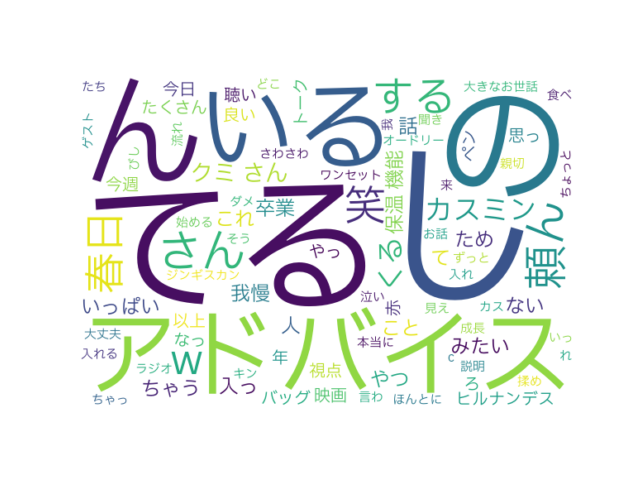 たち
今日
聴い
どこ
トーク
する
大きなお世話
食べ
んいるの
たくさん
良い
ゲスト
流れ
びし
さわさわ
我
話
聞き
オードリー
ペン
思っ
ちょっと
クミ さん
今週
ワンセット
保温 機能
来
親切
春日
てるし
笑
カスミン
頼ん
ダメ
これ
卒業
始める
そう
さん
やっ
くる
お話
ため
て
ずっと
入れ
ジンギスカン
我慢
泣い
赤
見え
カス
ない
いっぱい
アドバイス
大丈夫
以上
なっ
w
人
こと
本当に
成長
みたい
いっ
れ
入れる
ラジオ
キン
年
視点
やつ
c
説明
ろ
揉め
ちゃう
入っ
ちゃっ
バッグ
映画
言わ
ほんとに
ヒルナンデス